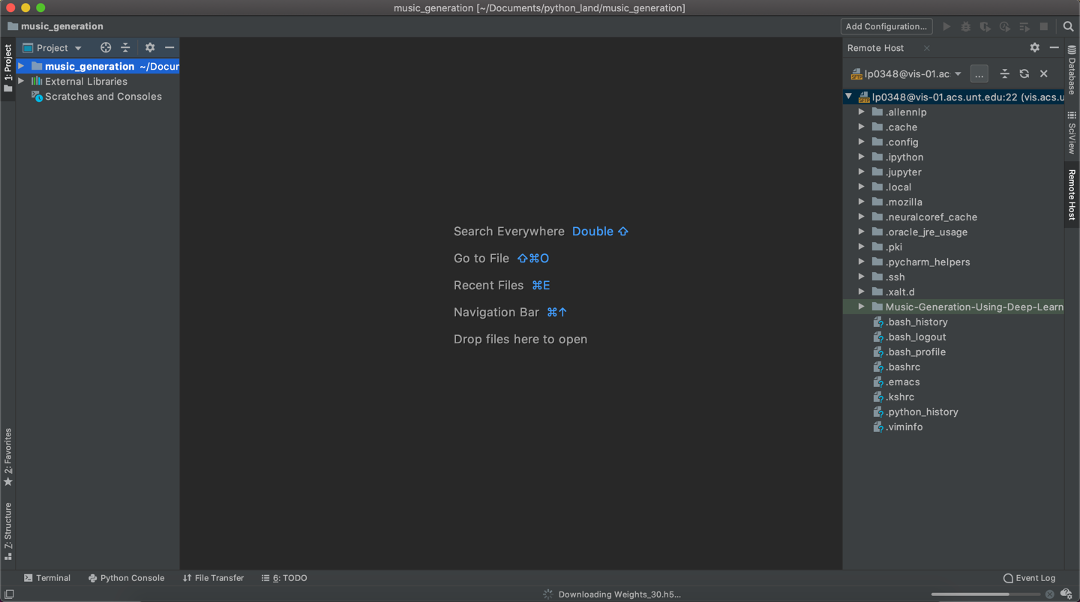 music_generation [~/Documents/python_land/music_generation]
music_generation
Add Configuration...
1: Project
Project
music_generation ~/Docur
External Libraries
Scratches and Consoles
2: Favorites
Z: Structure
Search Everywhere Double ⇧
Go to File ⇧⌘O
Recent Files ⌘E
Navigation Bar ⌘↑
Drop files here to open
Remote Host
lp0348@vis-01.ac
...
lp0348@vis-01.acs.unt.edu:22 (vis.acs.u
.allennlp
.cache
.config
.ipython
.jupyter
.local
.mozilla
.neuralcoref_cache
.oracle_jre_usage
.pki
.pycharm_helpers
.ssh
.xalt.d
Music-Generation-Using-Deep-Learn
.bash_history
.bash_logout
.bash_profile
.bashrc
.emacs
.kshrc
.python_history
.viminfo
Database
SciView
Remote Host
Terminal
Python Console
File Transfer
6: TODO
Event Log
Downloading Weights_30.h5...